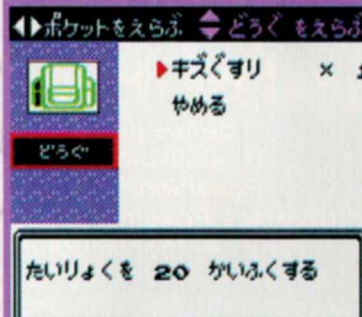 ◀▶ポケットをえらぶ ▲▼どうぐ をえらぶ
▶キズぐすり × 1
やめる
どうぐ
たいりょくを 20 かいふくする